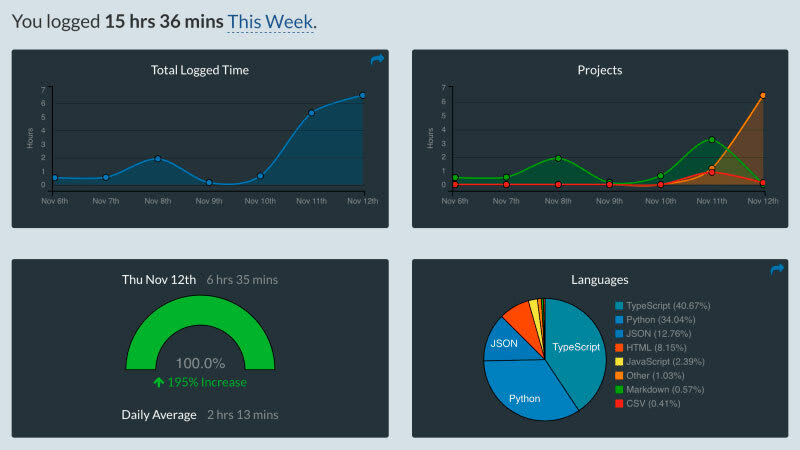 You logged 15 hrs 36 mins This Week.
Total Logged Time
Hours
7
6
5
4
3
2
1
0
Nov 6th Nov 7th Nov 8th Nov 9th Nov 10th Nov 11th Nov 12th
Projects
Hours
7
6
5
4
3
2
1
0
Nov 6th Nov 7th Nov 8th Nov 9th Nov 10th Nov 11th Nov 12th
Thu Nov 12th 6 hrs 35 mins
100.0%
195% Increase
Daily Average 2 hrs 13 mins
Languages
JSON
TypeScript
Python
TypeScript (40.67%)
Python (34.04%)
JSON (12.76%)
HTML (8.15%)
JavaScript (2.39%)
Other (1.03%)
Markdown (0.57%)
CSV (0.41%)